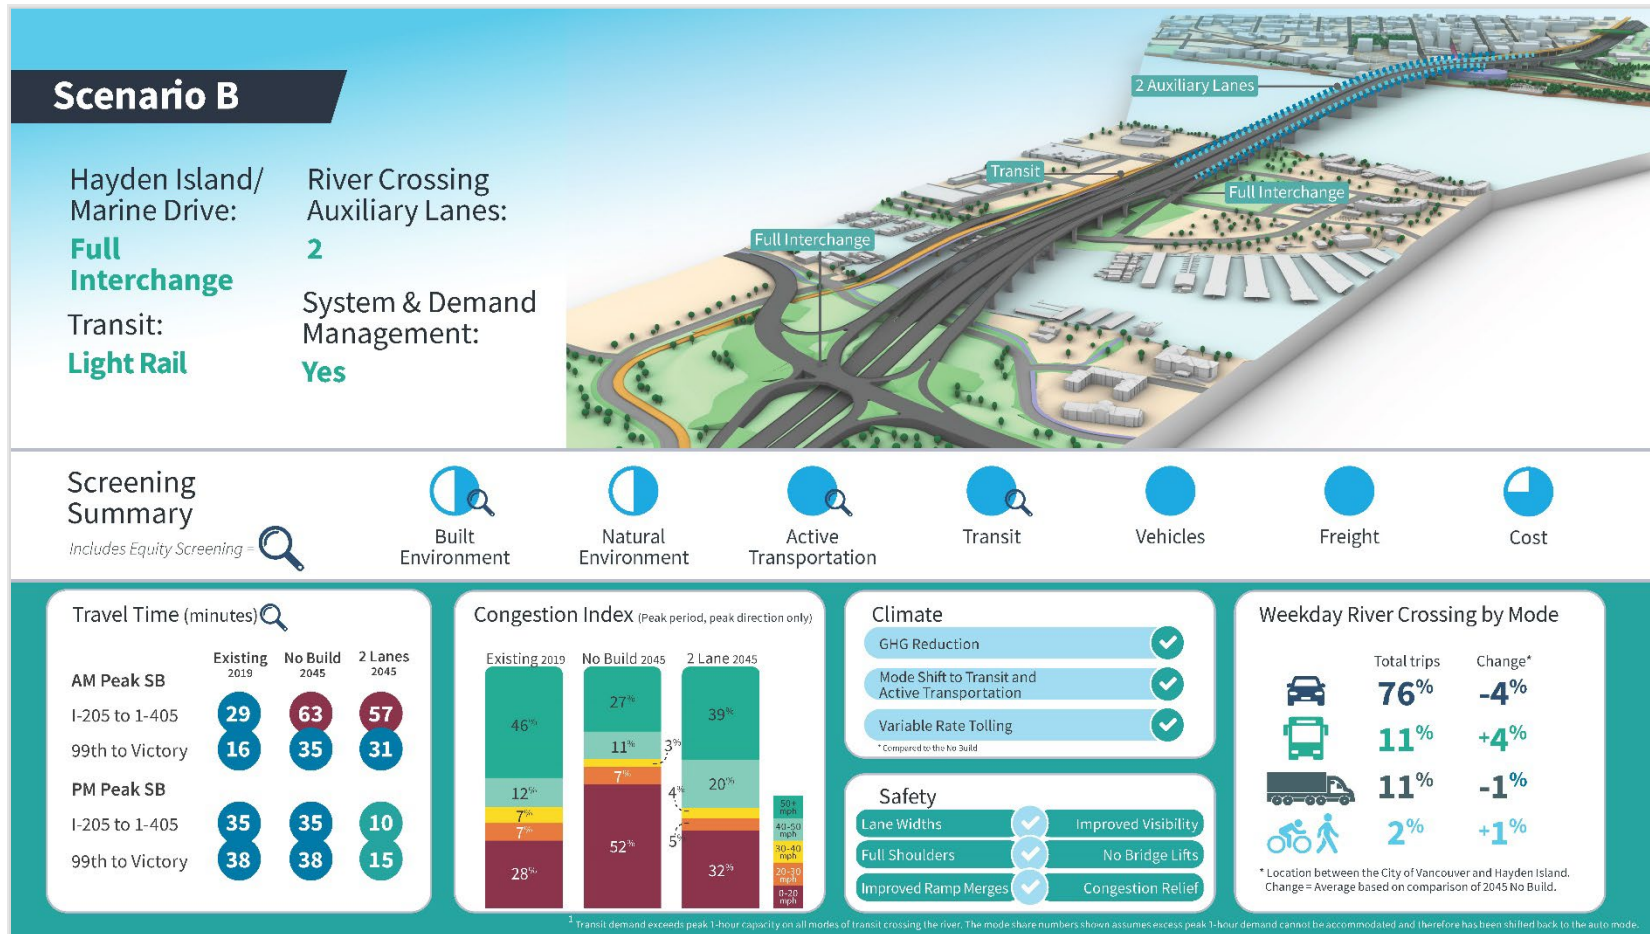 Scenario B
Hayden Island/
Marine Drive:
Full
Interchange
Transit:
Light Rail
River Crossing
Auxiliary Lanes:
2
System & Demand
Management:
Yes
2 Auxiliary Lanes
Transit
Full Interchange
Full Interchange
Screening
Summary
Includes Equity Screening =
Built
Environment
Natural
Environment
Active
Transportation
Transit
Vehicles
Freight
Cost
Travel Time (minutes)
Existing 2019
No Build 2045
2 Lanes 2045
AM Peak SB
I-205 to 1-405 29 63 57
99th to Victory 16 35 31
PM Peak SB
I-205 to 1-405 35 35 10
99th to Victory 38 38 15
Congestion Index (Peak period, peak direction only)
Existing 2019
46%
12%
7%
7%
28%
No Build 2045
27%
11%
3%
7%
52%
2 Lane 2045
39%
20%
4%
5%
32%
50+ mph
40-50 mph
30-40 mph
20-30 mph
0-20 mph
Climate
GHG Reduction
Mode Shift to Transit and
Active Transportation
Variable Rate Tolling
* Compared to the No Build
Safety
Lane Widths Improved Visibility
Full Shoulders No Bridge Lifts
Improved Ramp Merges Congestion Relief
Weekday River Crossing by Mode
Total trips Change*
76% -4%
11% +4%
11% -1%
2% +1%
* Location between the City of Vancouver and Hayden Island.
Change = Average based on comparison of 2045 No Build.
1 Transit demand exceeds peak 1-hour capacity on all modes of transit crossing the river. The mode share numbers shown assumes excess peak 1-hour demand cannot be accommodated and therefore has been shifted back to the auto mode.